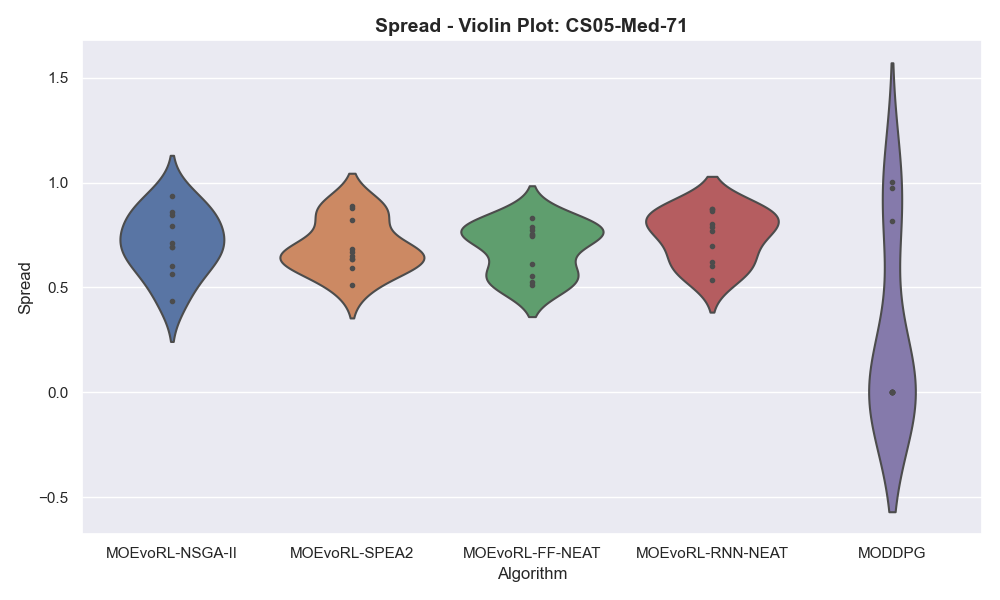 Spread - Violin Plot: CS05-Med-71
Spread
1.5
1.0
0.5
0.0
−0.5
MOEvoRL-NSGA-II MOEvoRL-SPEA2 MOEvoRL-FF-NEAT MOEvoRL-RNN-NEAT MODDPG
Algorithm